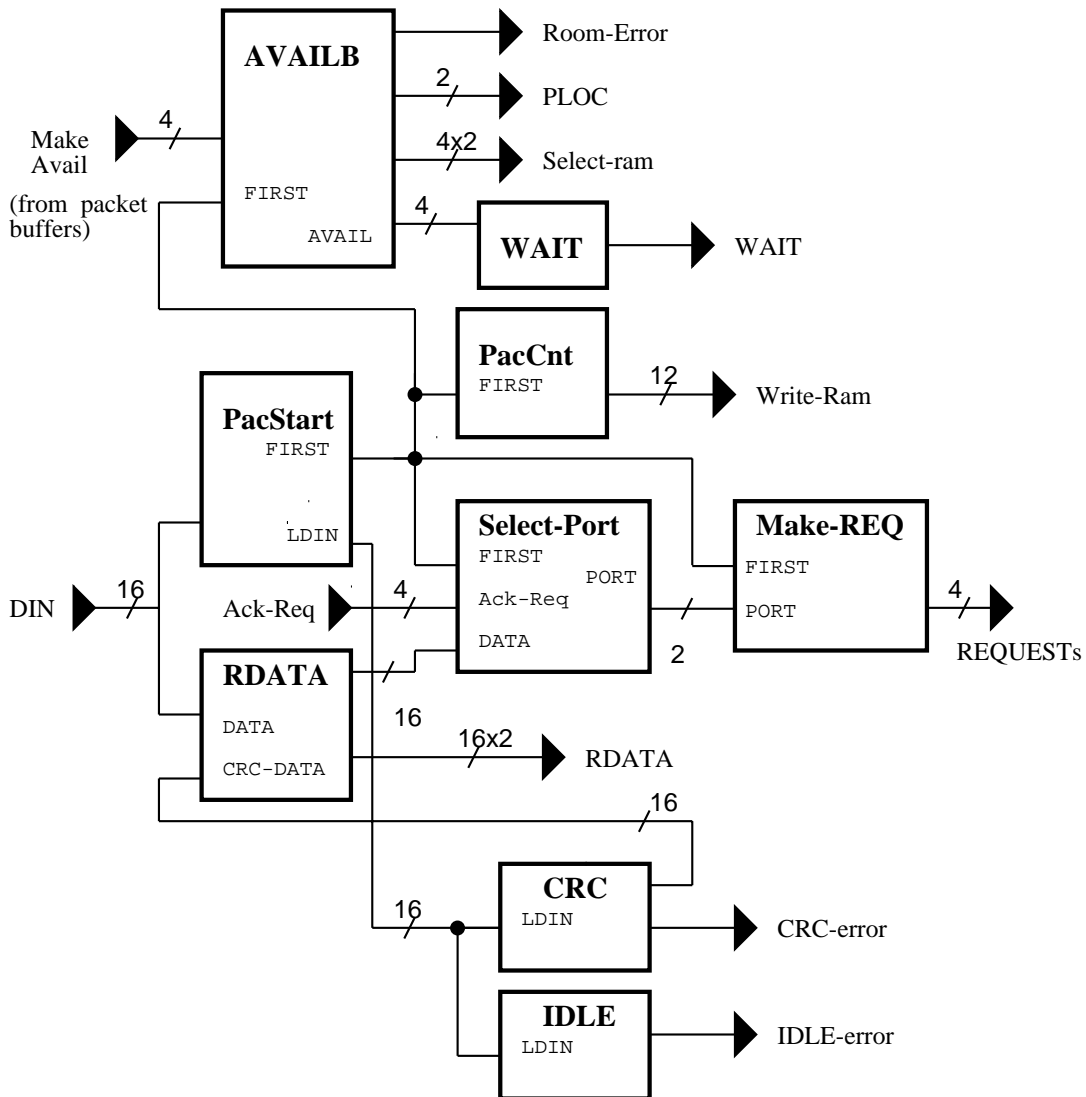 Room-Error
AVAILB
2
PLOC
4
Make
Avail
4x2
Select-ram
(from packet
buffers)
FIRST
4
AVAIL
WAIT
WAIT
PacCnt
FIRST
12
Write-Ram
PacStart
FIRST
LDIN
Select-Port
FIRST
PORT
Ack-Req
DATA
Make-REQ
FIRST
PORT
DIN
16
Ack-Req
4
2
4
REQUESTs
RDATA
DATA
CRC-DATA
16
16x2
RDATA
16
CRC
LDIN
16
CRC-error
IDLE
LDIN
IDLE-error